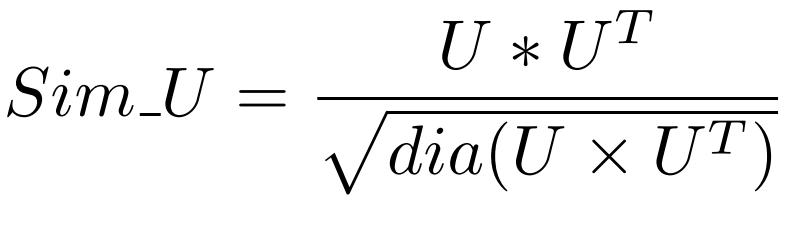 Sim_U = \frac{U * U^T}{\sqrt{dia(U \times U^T)}}